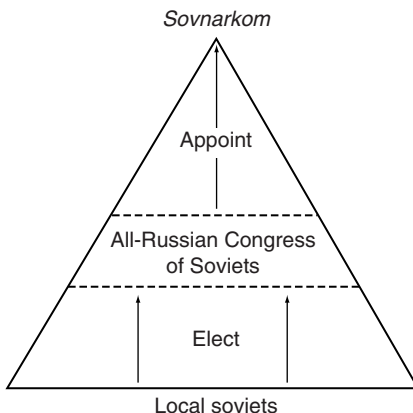 Sovnarkom
Appoint
All-Russian Congress
of Soviets
Elect
Local soviets